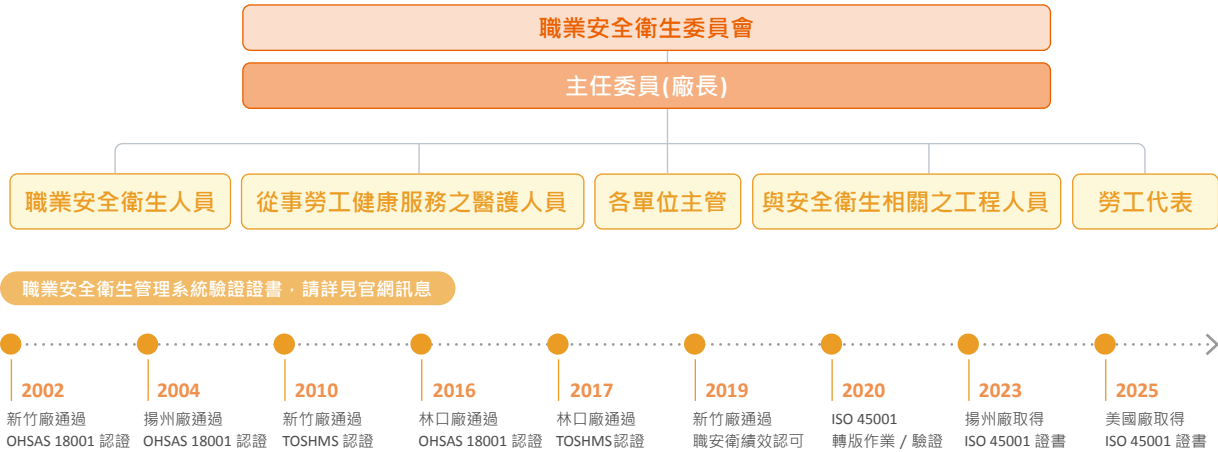 職業安全衛生委員會
主任委員(廠長)
職業安全衛生人員
從事勞工健康服務之醫護人員
各單位主管
與安全衛生相關之工程人員
勞工代表
職業安全衛生管理系統驗證證書，請詳見官網訊息
2002
新竹廠通過
OHSAS 18001 認證
2004
揚州廠通過
OHSAS 18001 認證
2010
新竹廠通過
TOSHMS 認證
2016
林口廠通過
OHSAS 18001 認證
2017
林口廠通過
TOSHMS認證
2019
新竹廠通過
職安衛績效認可
2020
ISO 45001
轉版作業 / 驗證
2023
揚州廠取得
ISO 45001 證書
2025
美國廠取得
ISO 45001 證書